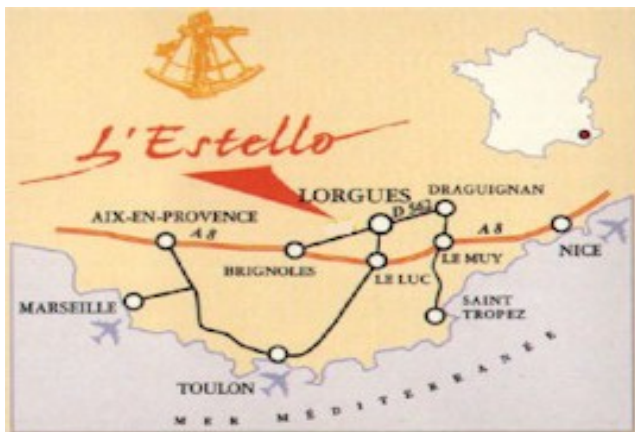 L'Estello
LORGUES
DRAGUIGNAN
D 562
AIX-EN-PROVENCE
A 8
A 8
BRIGNOLES
LE LUC
LE MUY
NICE
MARSEILLE
SAINT
TROPEZ
TOULON
MER MÉDITERRANÉE